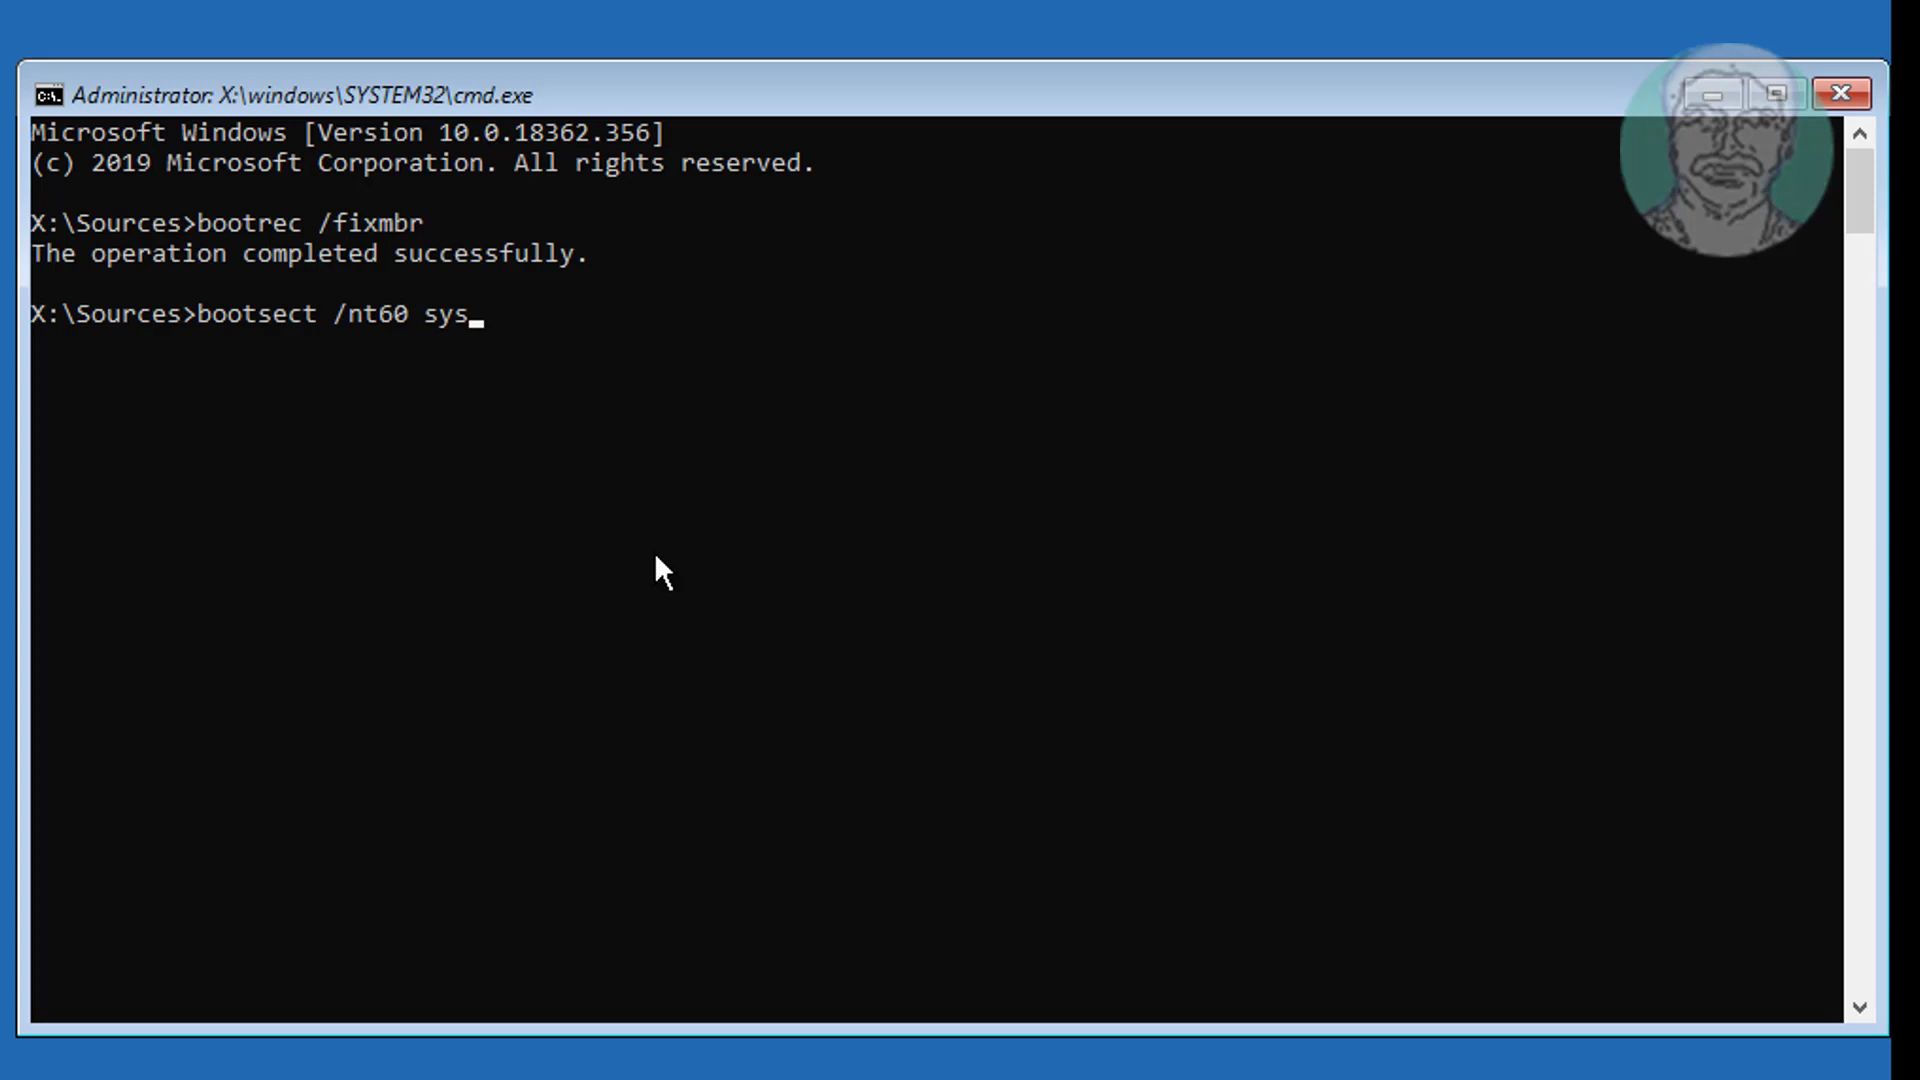 Administrator: X:\windows\SYSTEM32\cmd.exe
Microsoft Windows [Version 10.0.18362.356]
(c) 2019 Microsoft Corporation. All rights reserved.
X:\Sources>bootrec /fixmbr
The operation completed successfully.
X:\Sources>bootsect /nt60 sys